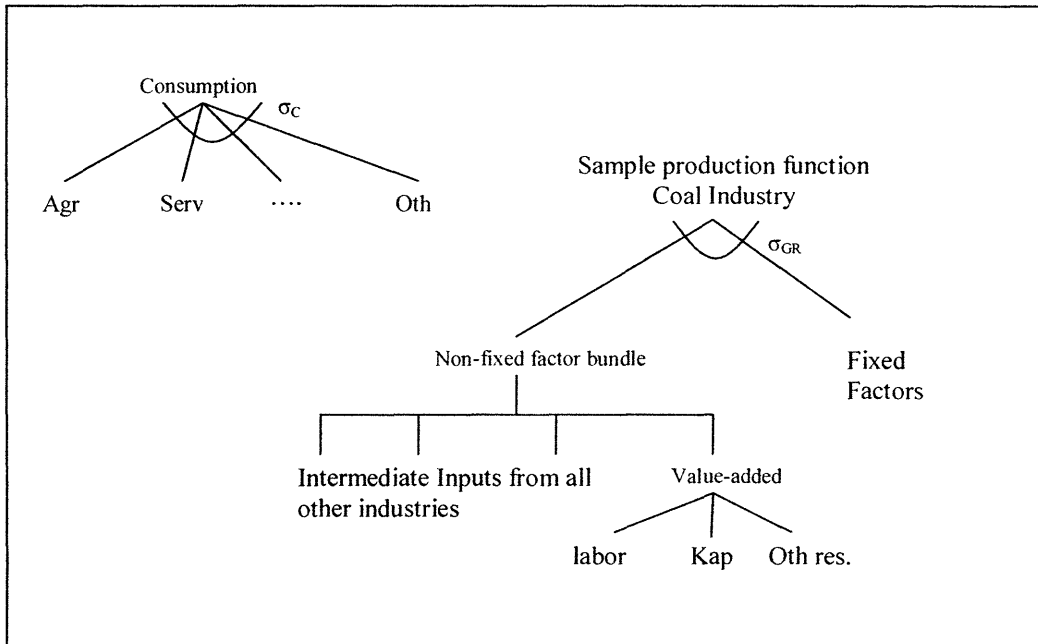 Consumption
σC
Agr
Serv
....
Oth
Sample production function
Coal Industry
σGR
Non-fixed factor bundle
Fixed
Factors
Intermediate Inputs from all
other industries
Value-added
labor
Kap
Oth res.